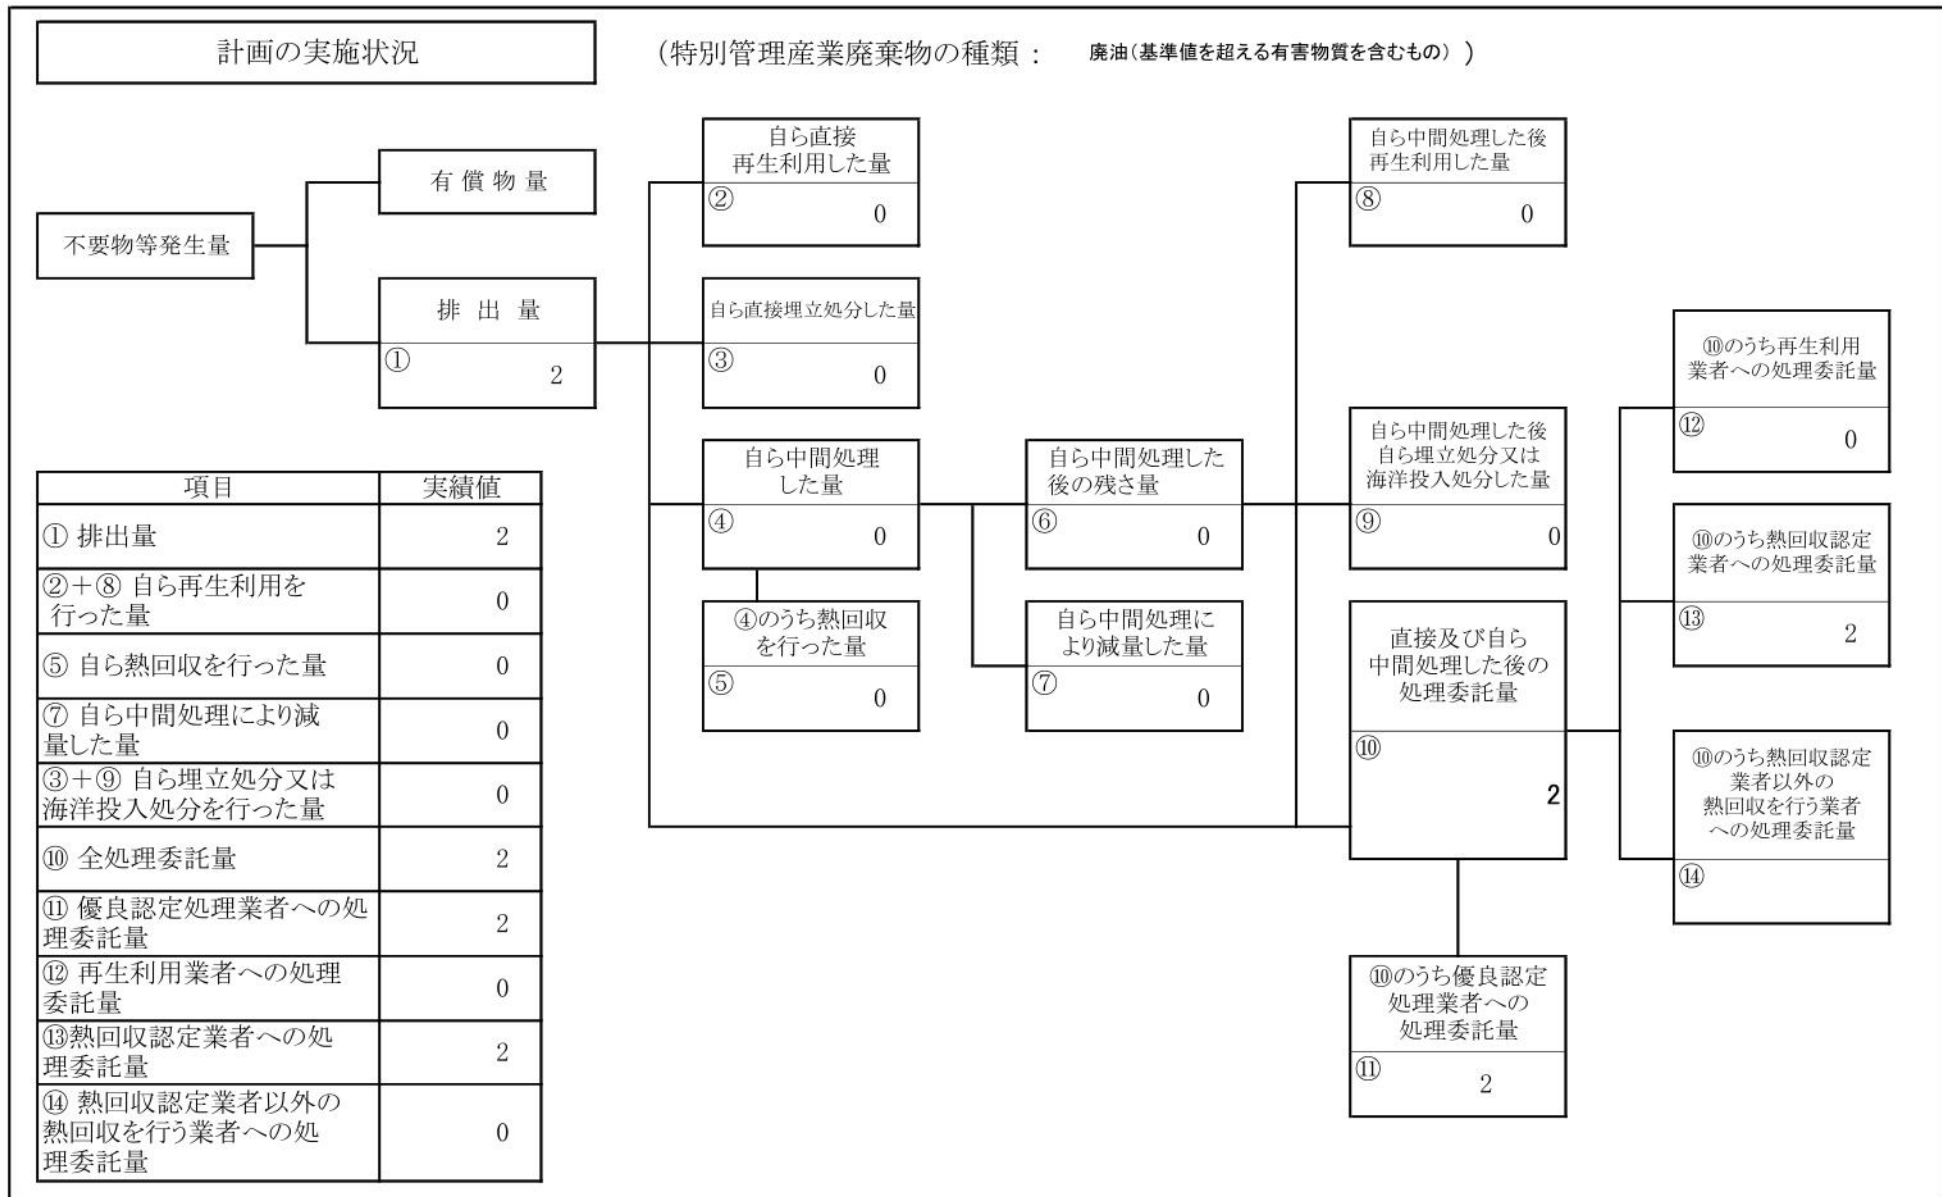 計画の実施状況
（特別管理産業廃棄物の種類： 廃油（基準値を超える有害物質を含むもの））
不要物等発生量
有償物量
排出量
① 2
自ら直接
再生利用した量
② 0
自ら直接埋立処分した量
③ 0
自ら中間処理
した量
④ 0
④のうち熱回収
を行った量
⑤ 0
自ら中間処理した
後の残さ量
⑥ 0
自ら中間処理に
より減量した量
⑦ 0
自ら中間処理した後
再生利用した量
⑧ 0
自ら中間処理した後
自ら埋立処分又は
海洋投入処分した量
⑨ 0
直接及び自ら
中間処理した後の
処理委託量
⑩ 2
⑩のうち優良認定
処理業者への
処理委託量
⑪ 2
⑩のうち再生利用
業者への処理委託量
⑫ 0
⑩のうち熱回収認定
業者への処理委託量
⑬ 2
⑩のうち熱回収認定
業者以外の
熱回収を行う業者
への処理委託量
⑭
項目 実績値
① 排出量 2
②＋⑧ 自ら再生利用を
行った量 0
⑤ 自ら熱回収を行った量 0
⑦ 自ら中間処理により減
量した量 0
③＋⑨ 自ら埋立処分又は
海洋投入処分を行った量 0
⑩ 全処理委託量 2
⑪ 優良認定処理業者への処
理委託量 2
⑫ 再生利用業者への処理
委託量 0
⑬熱回収認定業者への処
理委託量 2
⑭ 熱回収認定業者以外の
熱回収を行う業者への処
理委託量 0